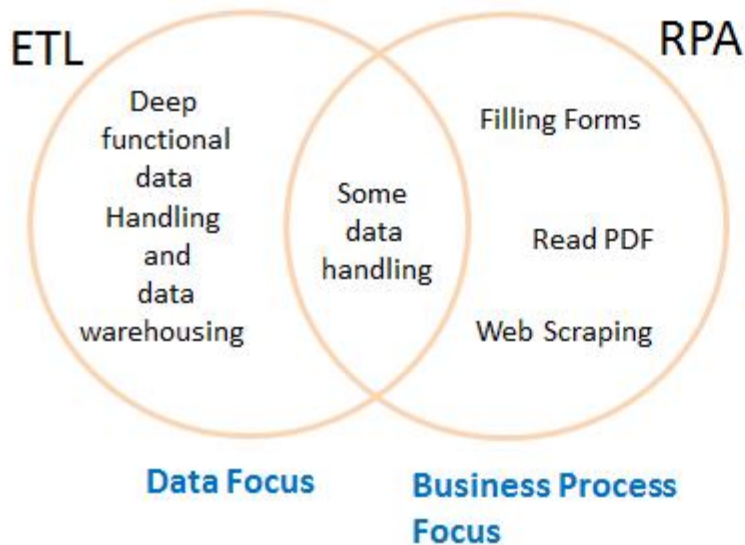 ETL
RPA
Deep
functional
data
Handling
and
data
warehousing
Some
data
handling
Filling Forms
Read PDF
Web Scraping
Data Focus
Business Process
Focus